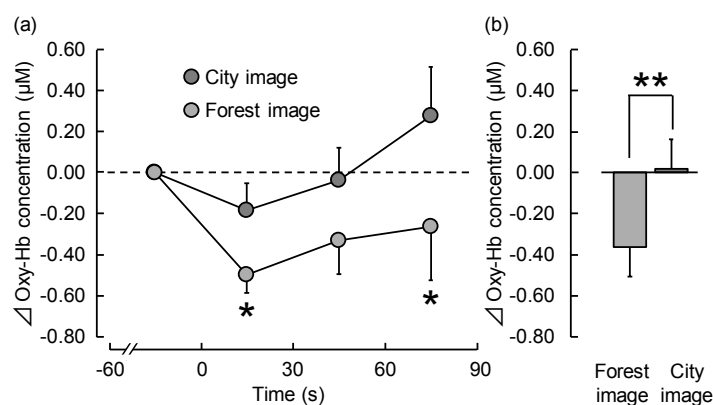 (a)
Δ Oxy-Hb concentration (μM)
0.60
0.40
0.20
0.00
-0.20
-0.40
-0.60
-0.80
City image
Forest image
*
*
-60
0
30
60
90
Time (s)
(b)
Δ Oxy-Hb concentration (μM)
0.60
0.40
0.20
0.00
-0.20
-0.40
-0.60
-0.80
**
Forest
image
City
image